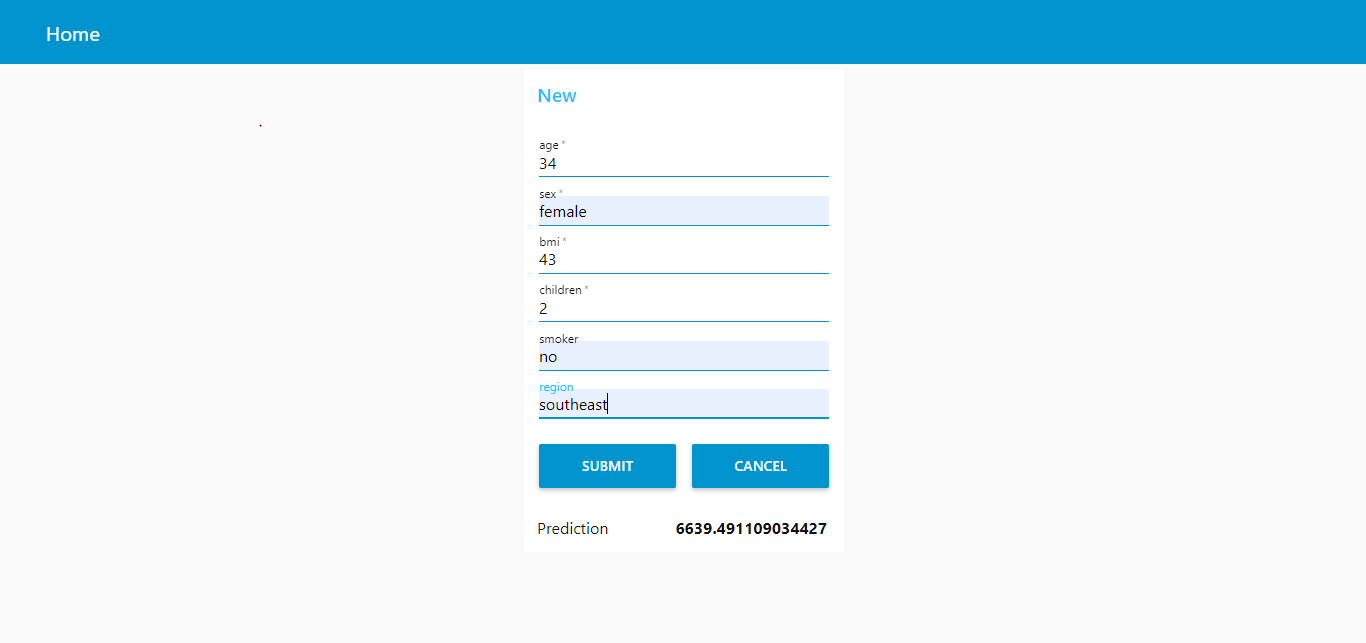 Home
New
age *
34
sex *
female
bmi *
43
children *
2
smoker
no
region
southeast
SUBMIT CANCEL
Prediction 6639.491109034427